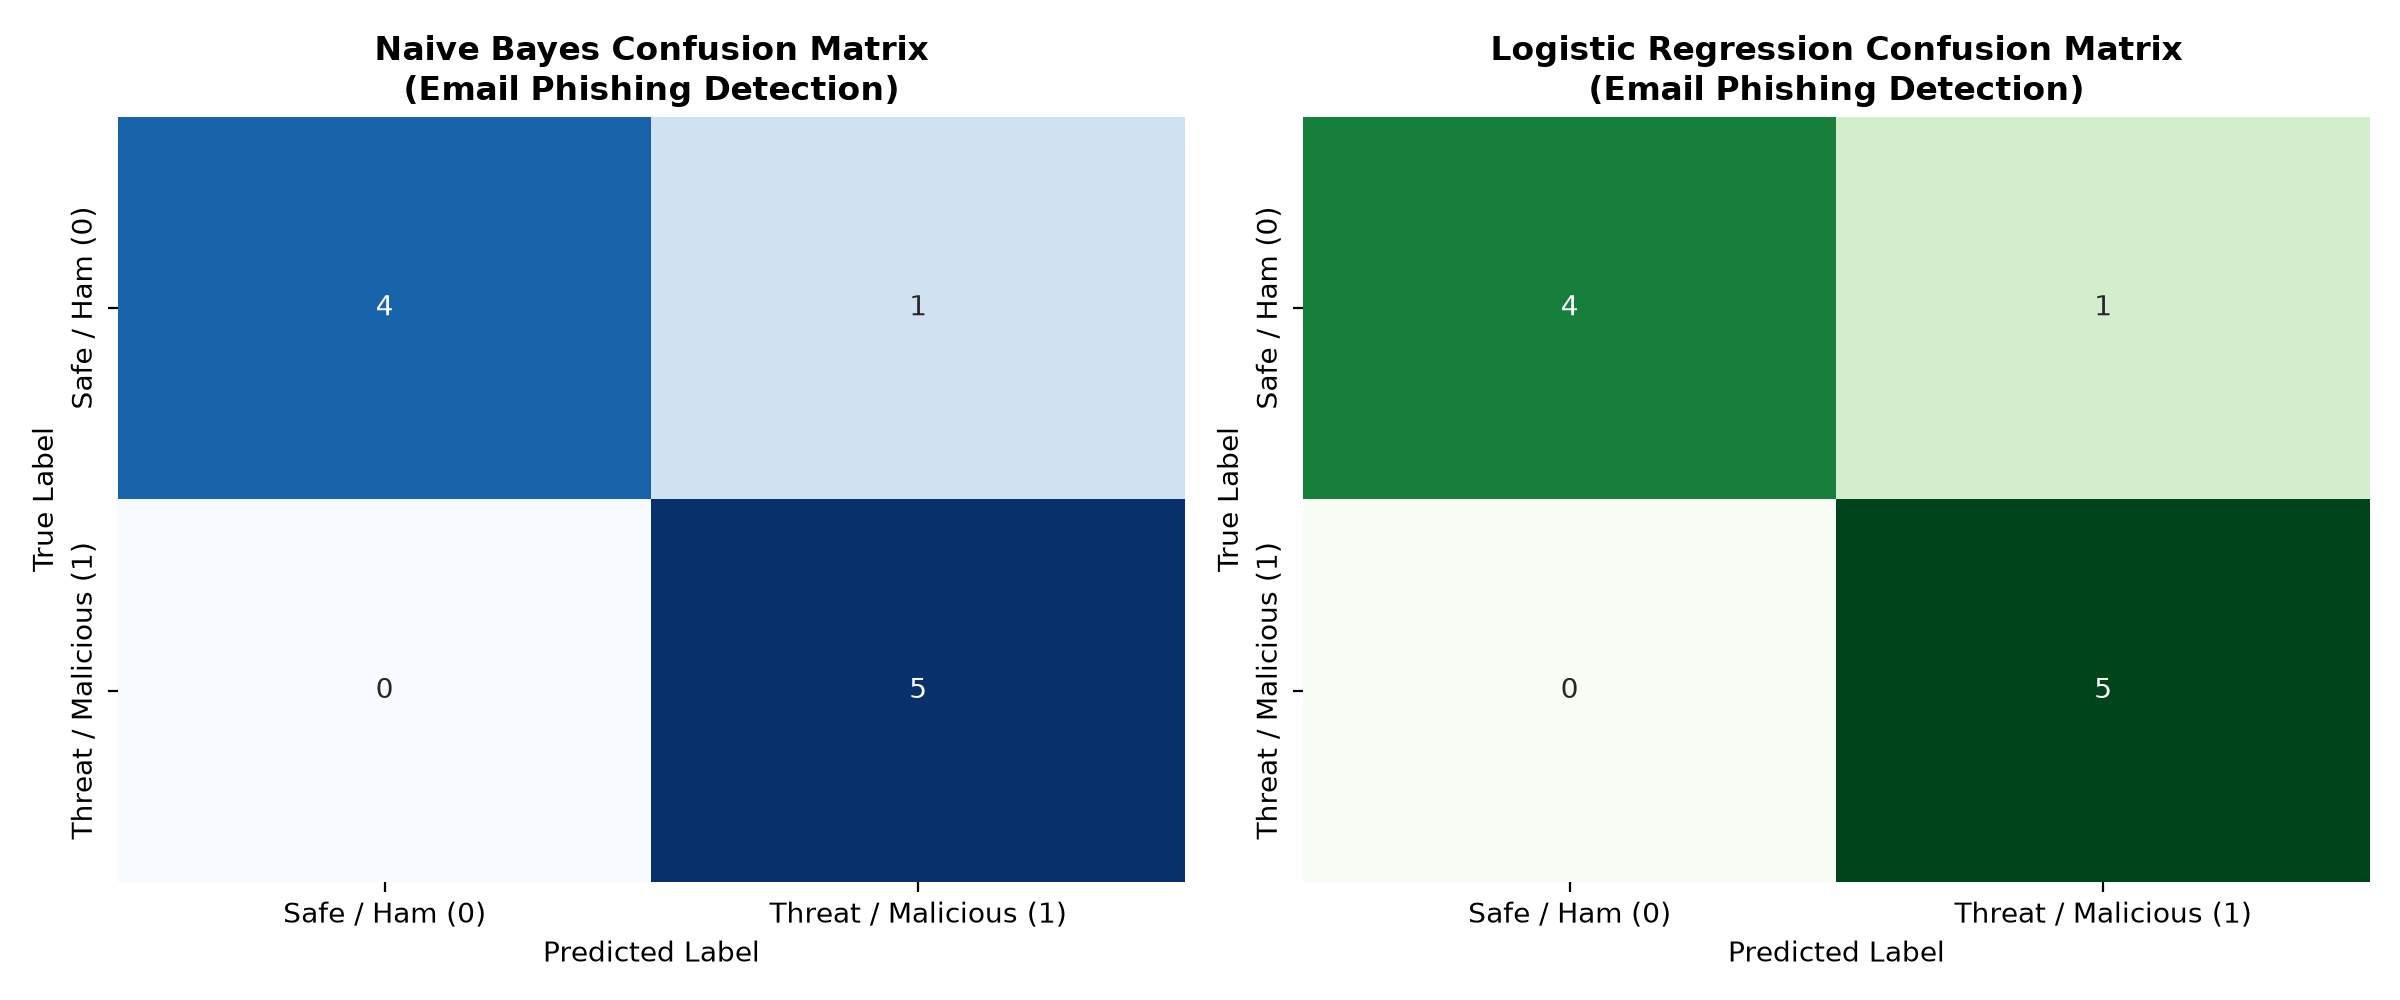 Naive Bayes Confusion Matrix
(Email Phishing Detection)
True Label
Safe / Ham (0)
Threat / Malicious (1)
4
1
0
5
Safe / Ham (0)
Threat / Malicious (1)
Predicted Label
Logistic Regression Confusion Matrix
(Email Phishing Detection)
True Label
Safe / Ham (0)
Threat / Malicious (1)
4
1
0
5
Safe / Ham (0)
Threat / Malicious (1)
Predicted Label